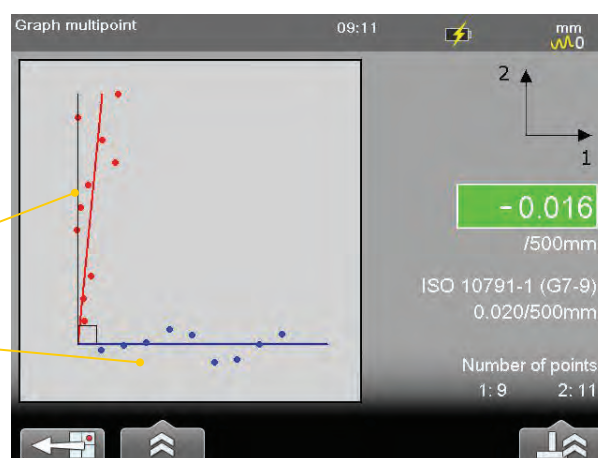 Graph multipoint 09:11 mm
0
2
1
- 0.016
/500mm
ISO 10791-1 (G7-9)
0.020/500mm
Number of points
1: 9 2: 11